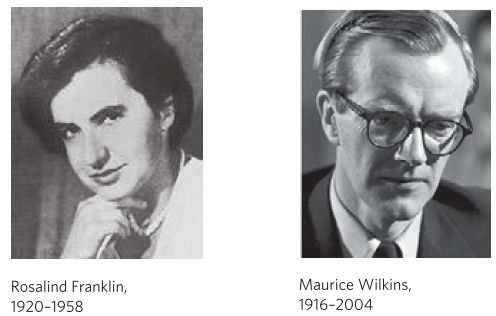 Rosalind Franklin,
1920–1958
Maurice Wilkins,
1916–2004